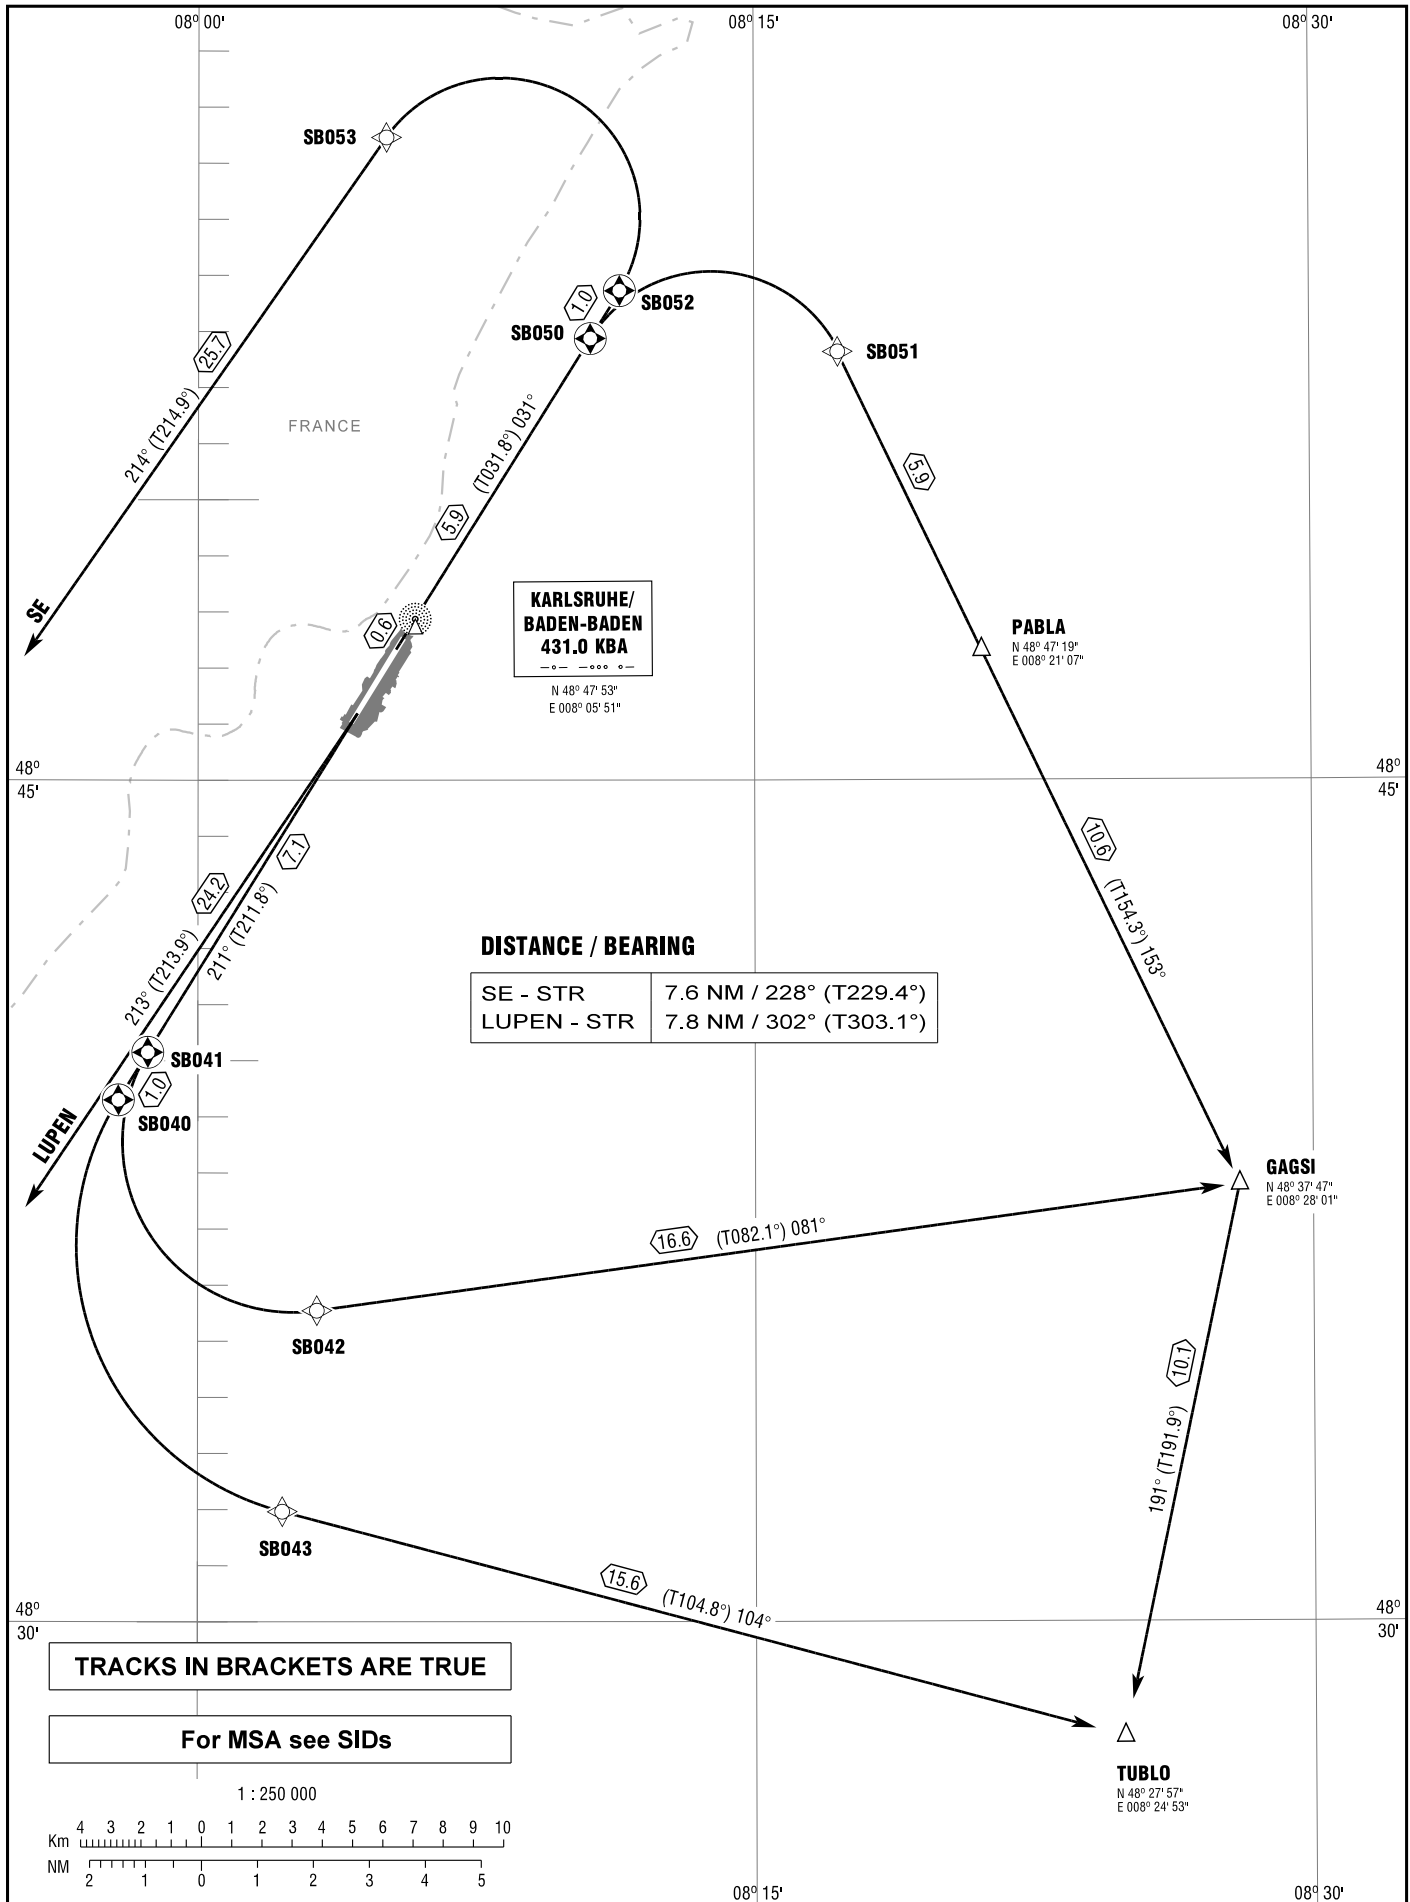 08° 00'
08° 15'
08° 30'
SB053
SB052
SB050
SB051
1.0
25.7
214° (T214.9°)
FRANCE
(T031.8°) 031°
5.9
5.9
SE
0.6
KARLSRUHE/
BADEN-BADEN
431.0 KBA
N 48° 47' 53"
E 008° 05' 51"
PABLA
N 48° 47' 19"
E 008° 21' 07"
48°
45'
48°
45'
7.1
10.6
24.2
211° (T211.8°)
213° (T213.9°)
(T154.3°) 153°
DISTANCE / BEARING
SE - STR 7.6 NM / 228° (T229.4°)
LUPEN - STR 7.8 NM / 302° (T303.1°)
SB041
1.0
SB040
LUPEN
GAGSI
N 48° 37' 47"
E 008° 28' 01"
16.6 (T082.1°) 081°
SB042
10.1
191° (T191.9°)
SB043
15.6 (T104.8°) 104°
48°
30'
48°
30'
TRACKS IN BRACKETS ARE TRUE
For MSA see SIDs
TUBLO
N 48° 27' 57"
E 008° 24' 53"
1 : 250 000
Km 4 3 2 1 0 1 2 3 4 5 6 7 8 9 10
NM 2 1 0 1 2 3 4 5
08° 15'
08° 30'